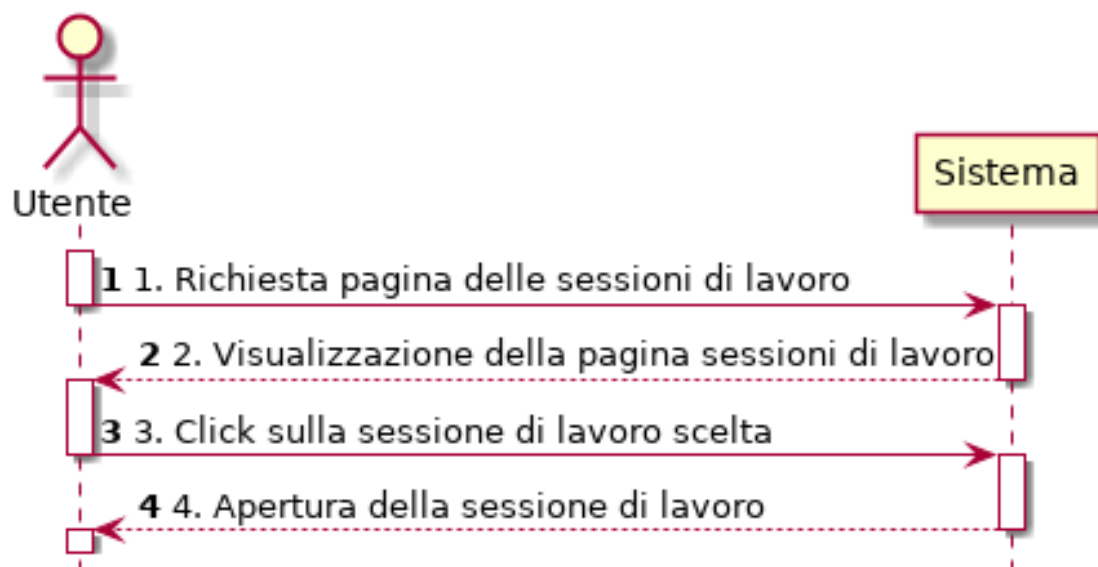 Utente
Sistema
1 1. Richiesta pagina delle sessioni di lavoro
2 2. Visualizzazione della pagina sessioni di lavoro
3 3. Click sulla sessione di lavoro scelta
4 4. Apertura della sessione di lavoro